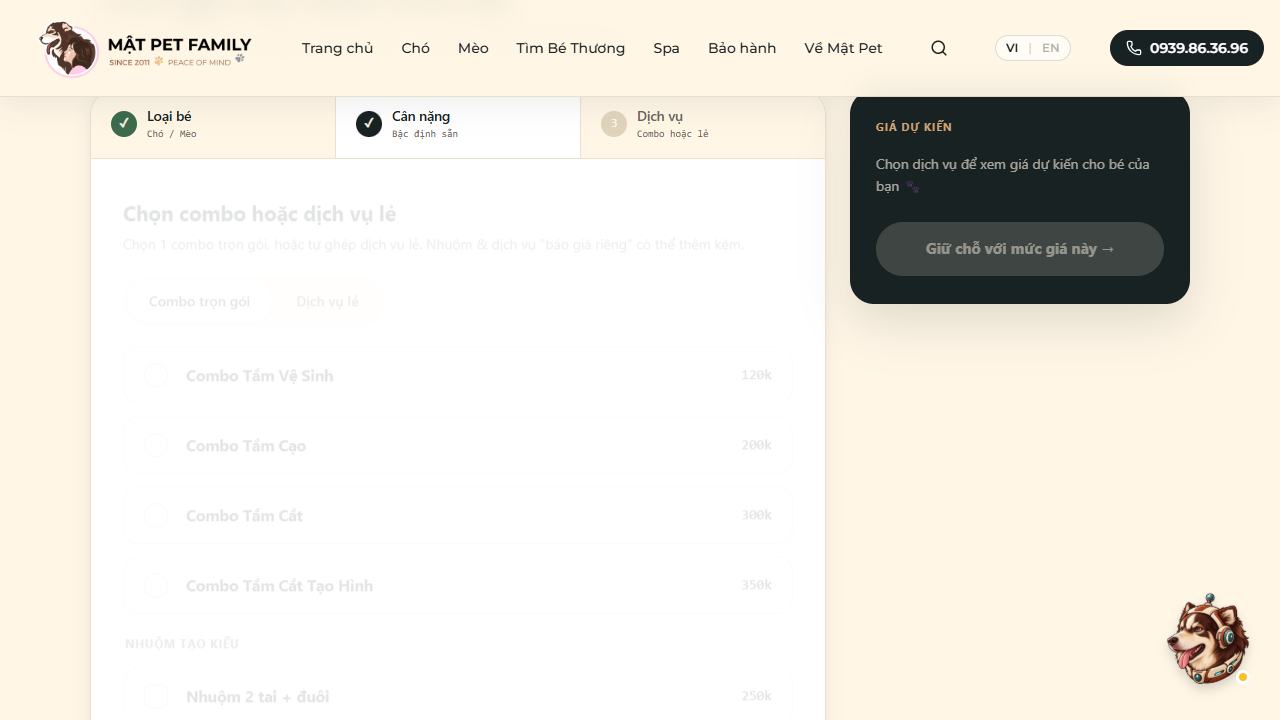 MẬT PET FAMILY
SINCE 2011 PEACE OF MIND
Trang chủ
Chó
Mèo
Tìm Bé Thương
Spa
Bảo hành
Về Mật Pet
VI | EN
0939.86.36.96
Loại bé
Chó / Mèo
Cân nặng
Bậc định sẵn
3
Dịch vụ
Combo hoặc lẻ
Chọn combo hoặc dịch vụ lẻ
Chọn 1 combo trọn gói, hoặc tự ghép dịch vụ lẻ. Nhuộm & dịch vụ "báo giá riêng" có thể thêm kèm.
Combo trọn gói
Dịch vụ lẻ
Combo Tắm Vệ Sinh
120k
Combo Tắm Cạo
200k
Combo Tắm Cắt
300k
Combo Tắm Cắt Tạo Hình
350k
NHUỘM TẠO KIỂU
Nhuộm 2 tai + đuôi
250k
GIÁ DỰ KIẾN
Chọn dịch vụ để xem giá dự kiến cho bé của
bạn
Giữ chỗ với mức giá này →